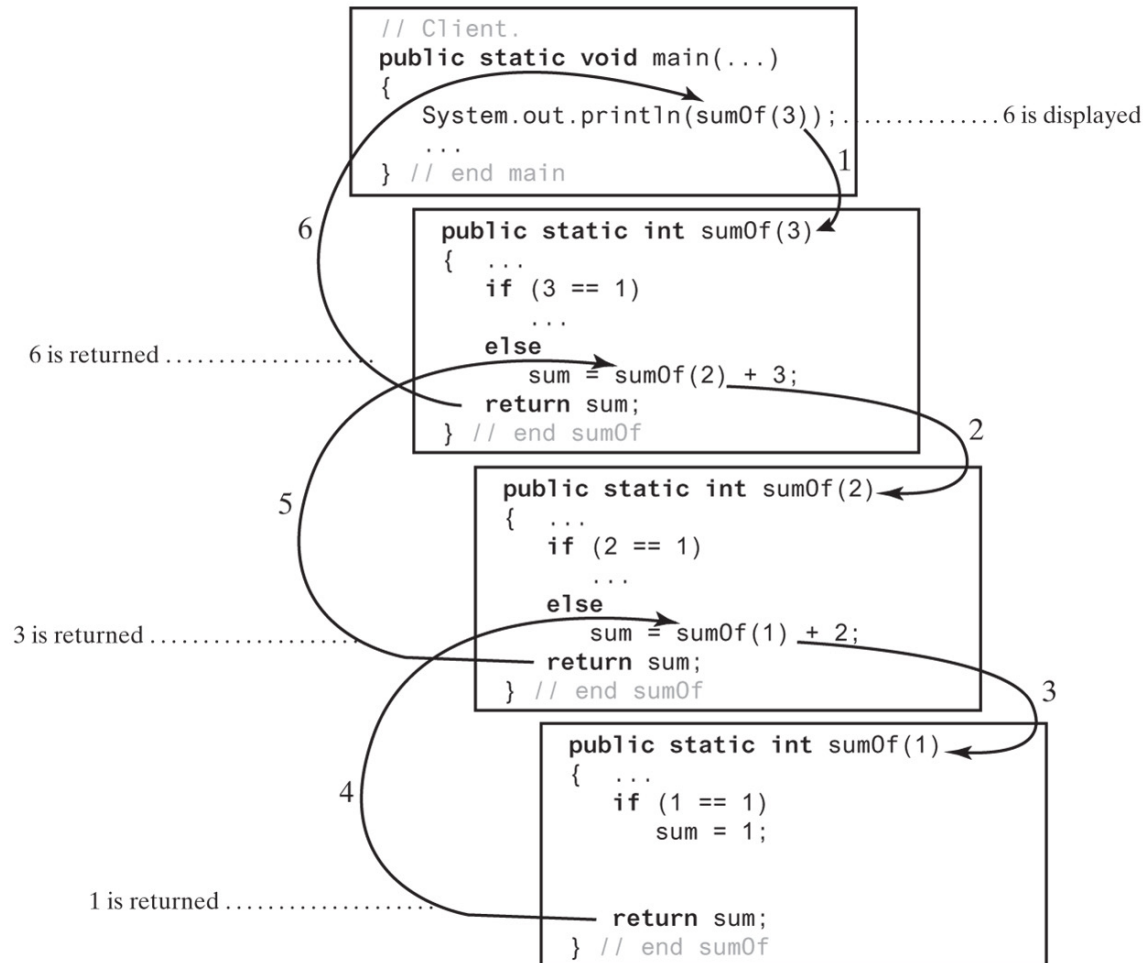 // Client.
public static void main(...)
{
System.out.println(sumOf(3));..............6 is displayed
...
1
} // end main
6
public static int sumOf(3)
{ ...
if (3 == 1)
...
else
6 is returned ....................
sum = sumOf(2) + 3;
return sum;
} // end sumOf
2
5
public static int sumOf(2)
{ ...
if (2 == 1)
...
else
3 is returned ....................
sum = sumOf(1) + 2;
return sum;
} // end sumOf
3
public static int sumOf(1)
4
{ ...
if (1 == 1)
sum = 1;
1 is returned ....................
return sum;
} // end sumOf